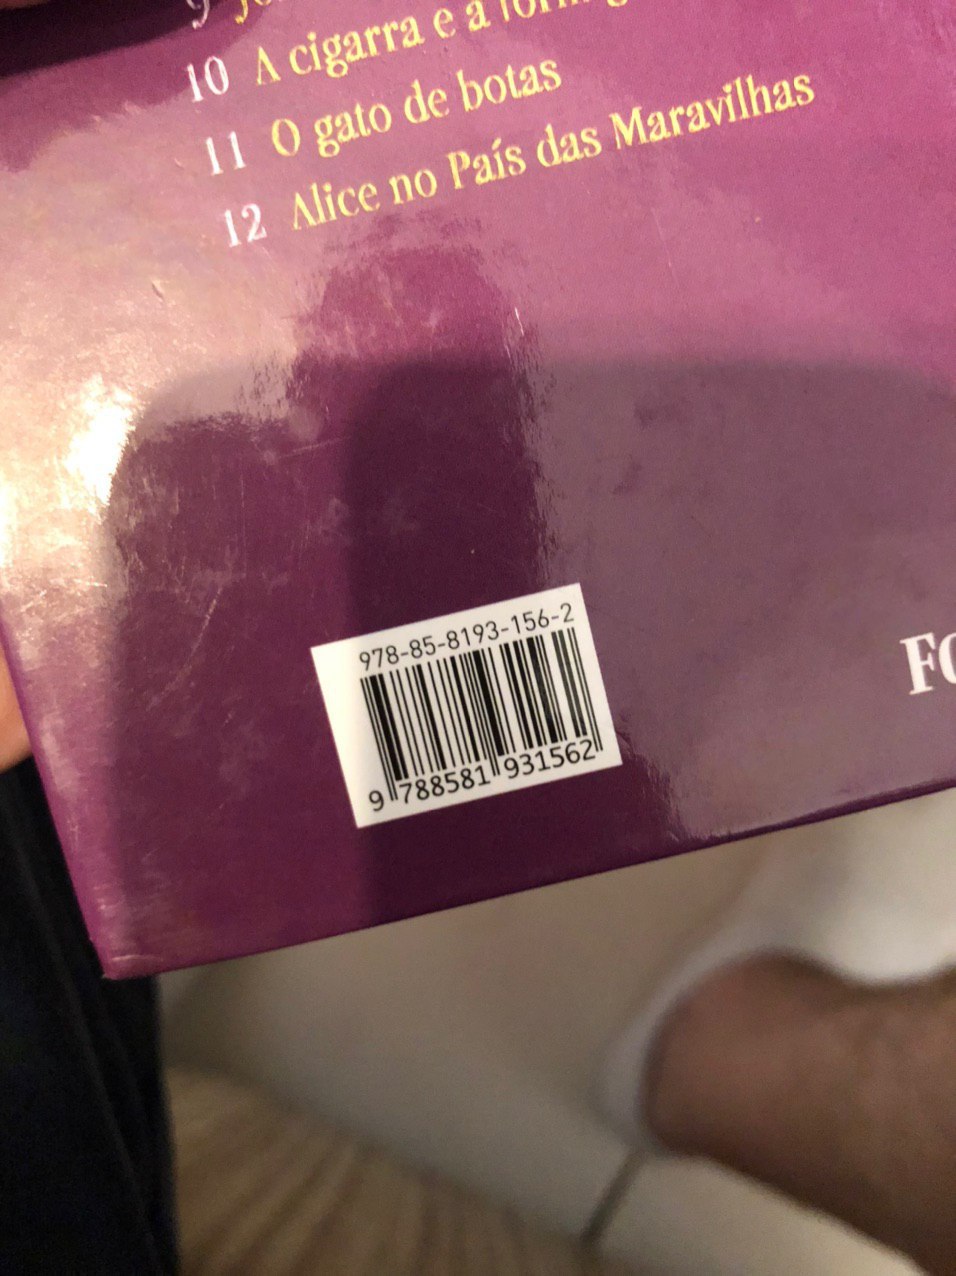 9
10 A cigarra e a
11 O gato de botas
12 Alice no País das Maravilhas
978-85-8193-156-2
9 788581 931562